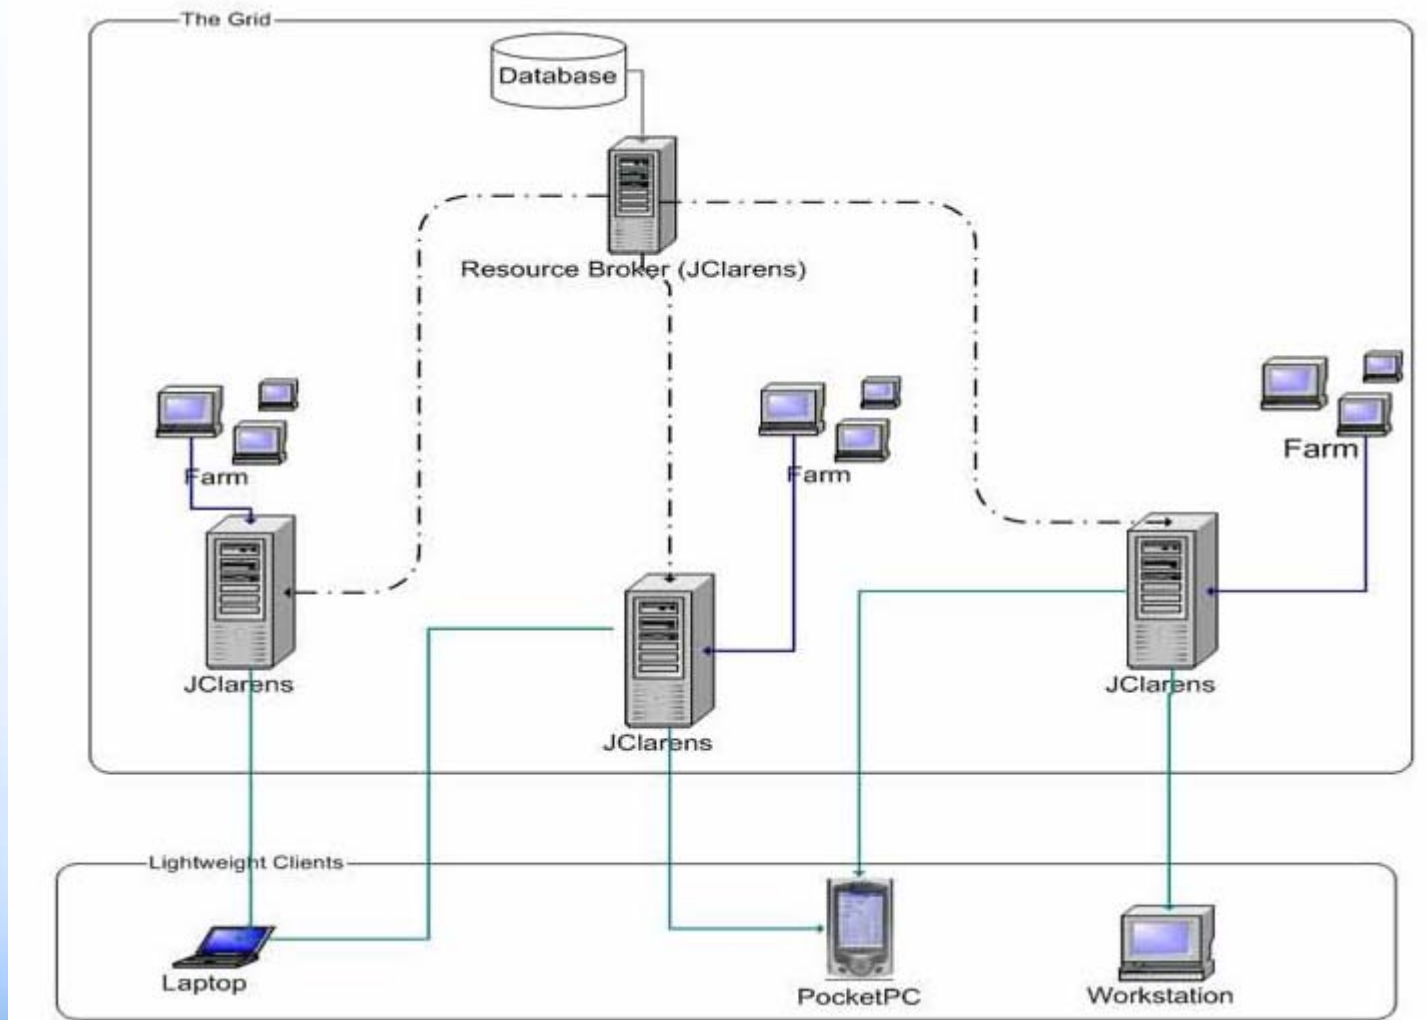 The Grid
Database
Resource Broker (JClarens)
Farm
Farm
Farm
JClarens
JClarens
JClarens
Lightweight Clients
Laptop
PocketPC
Workstation